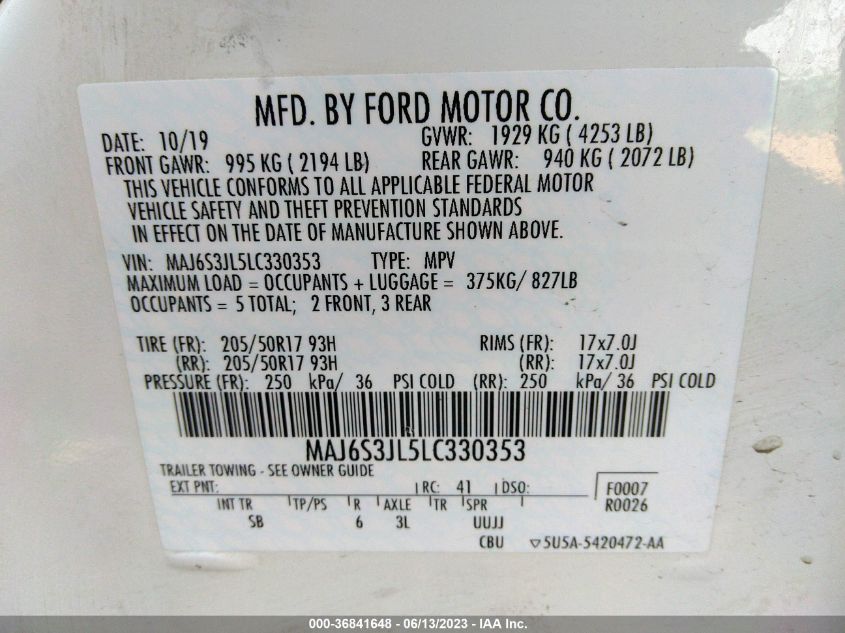 MFD. BY FORD MOTOR CO.
DATE: 10/19 GVWR: 1929 KG ( 4253 LB)
FRONT GAWR: 995 KG ( 2194 LB) REAR GAWR: 940 KG ( 2072 LB)
THIS VEHICLE CONFORMS TO ALL APPLICABLE FEDERAL MOTOR
VEHICLE SAFETY AND THEFT PREVENTION STANDARDS
IN EFFECT ON THE DATE OF MANUFACTURE SHOWN ABOVE.
VIN: MAJ6S3JL5LC330353 TYPE: MPV
MAXIMUM LOAD = OCCUPANTS + LUGGAGE = 375KG/ 827LB
OCCUPANTS = 5 TOTAL; 2 FRONT, 3 REAR
TIRE (FR): 205/50R17 93H RIMS (FR): 17x7.0J
(RR): 205/50R17 93H (RR): 17x7.0J
PRESSURE (FR): 250 kPa/ 36 PSI COLD (RR): 250 kPa/ 36 PSI COLD
MAJ6S3JL5LC330353
TRAILER TOWING - SEE OWNER GUIDE
EXT PNT: RC: 41 DSO: F0007
INT TR TP/PS R AXLE TR SPR R0026
SB 6 3L UUJJ
CBU 5U5A-5420472-AA
000-36841648 - 06/13/2023 - IAA Inc.